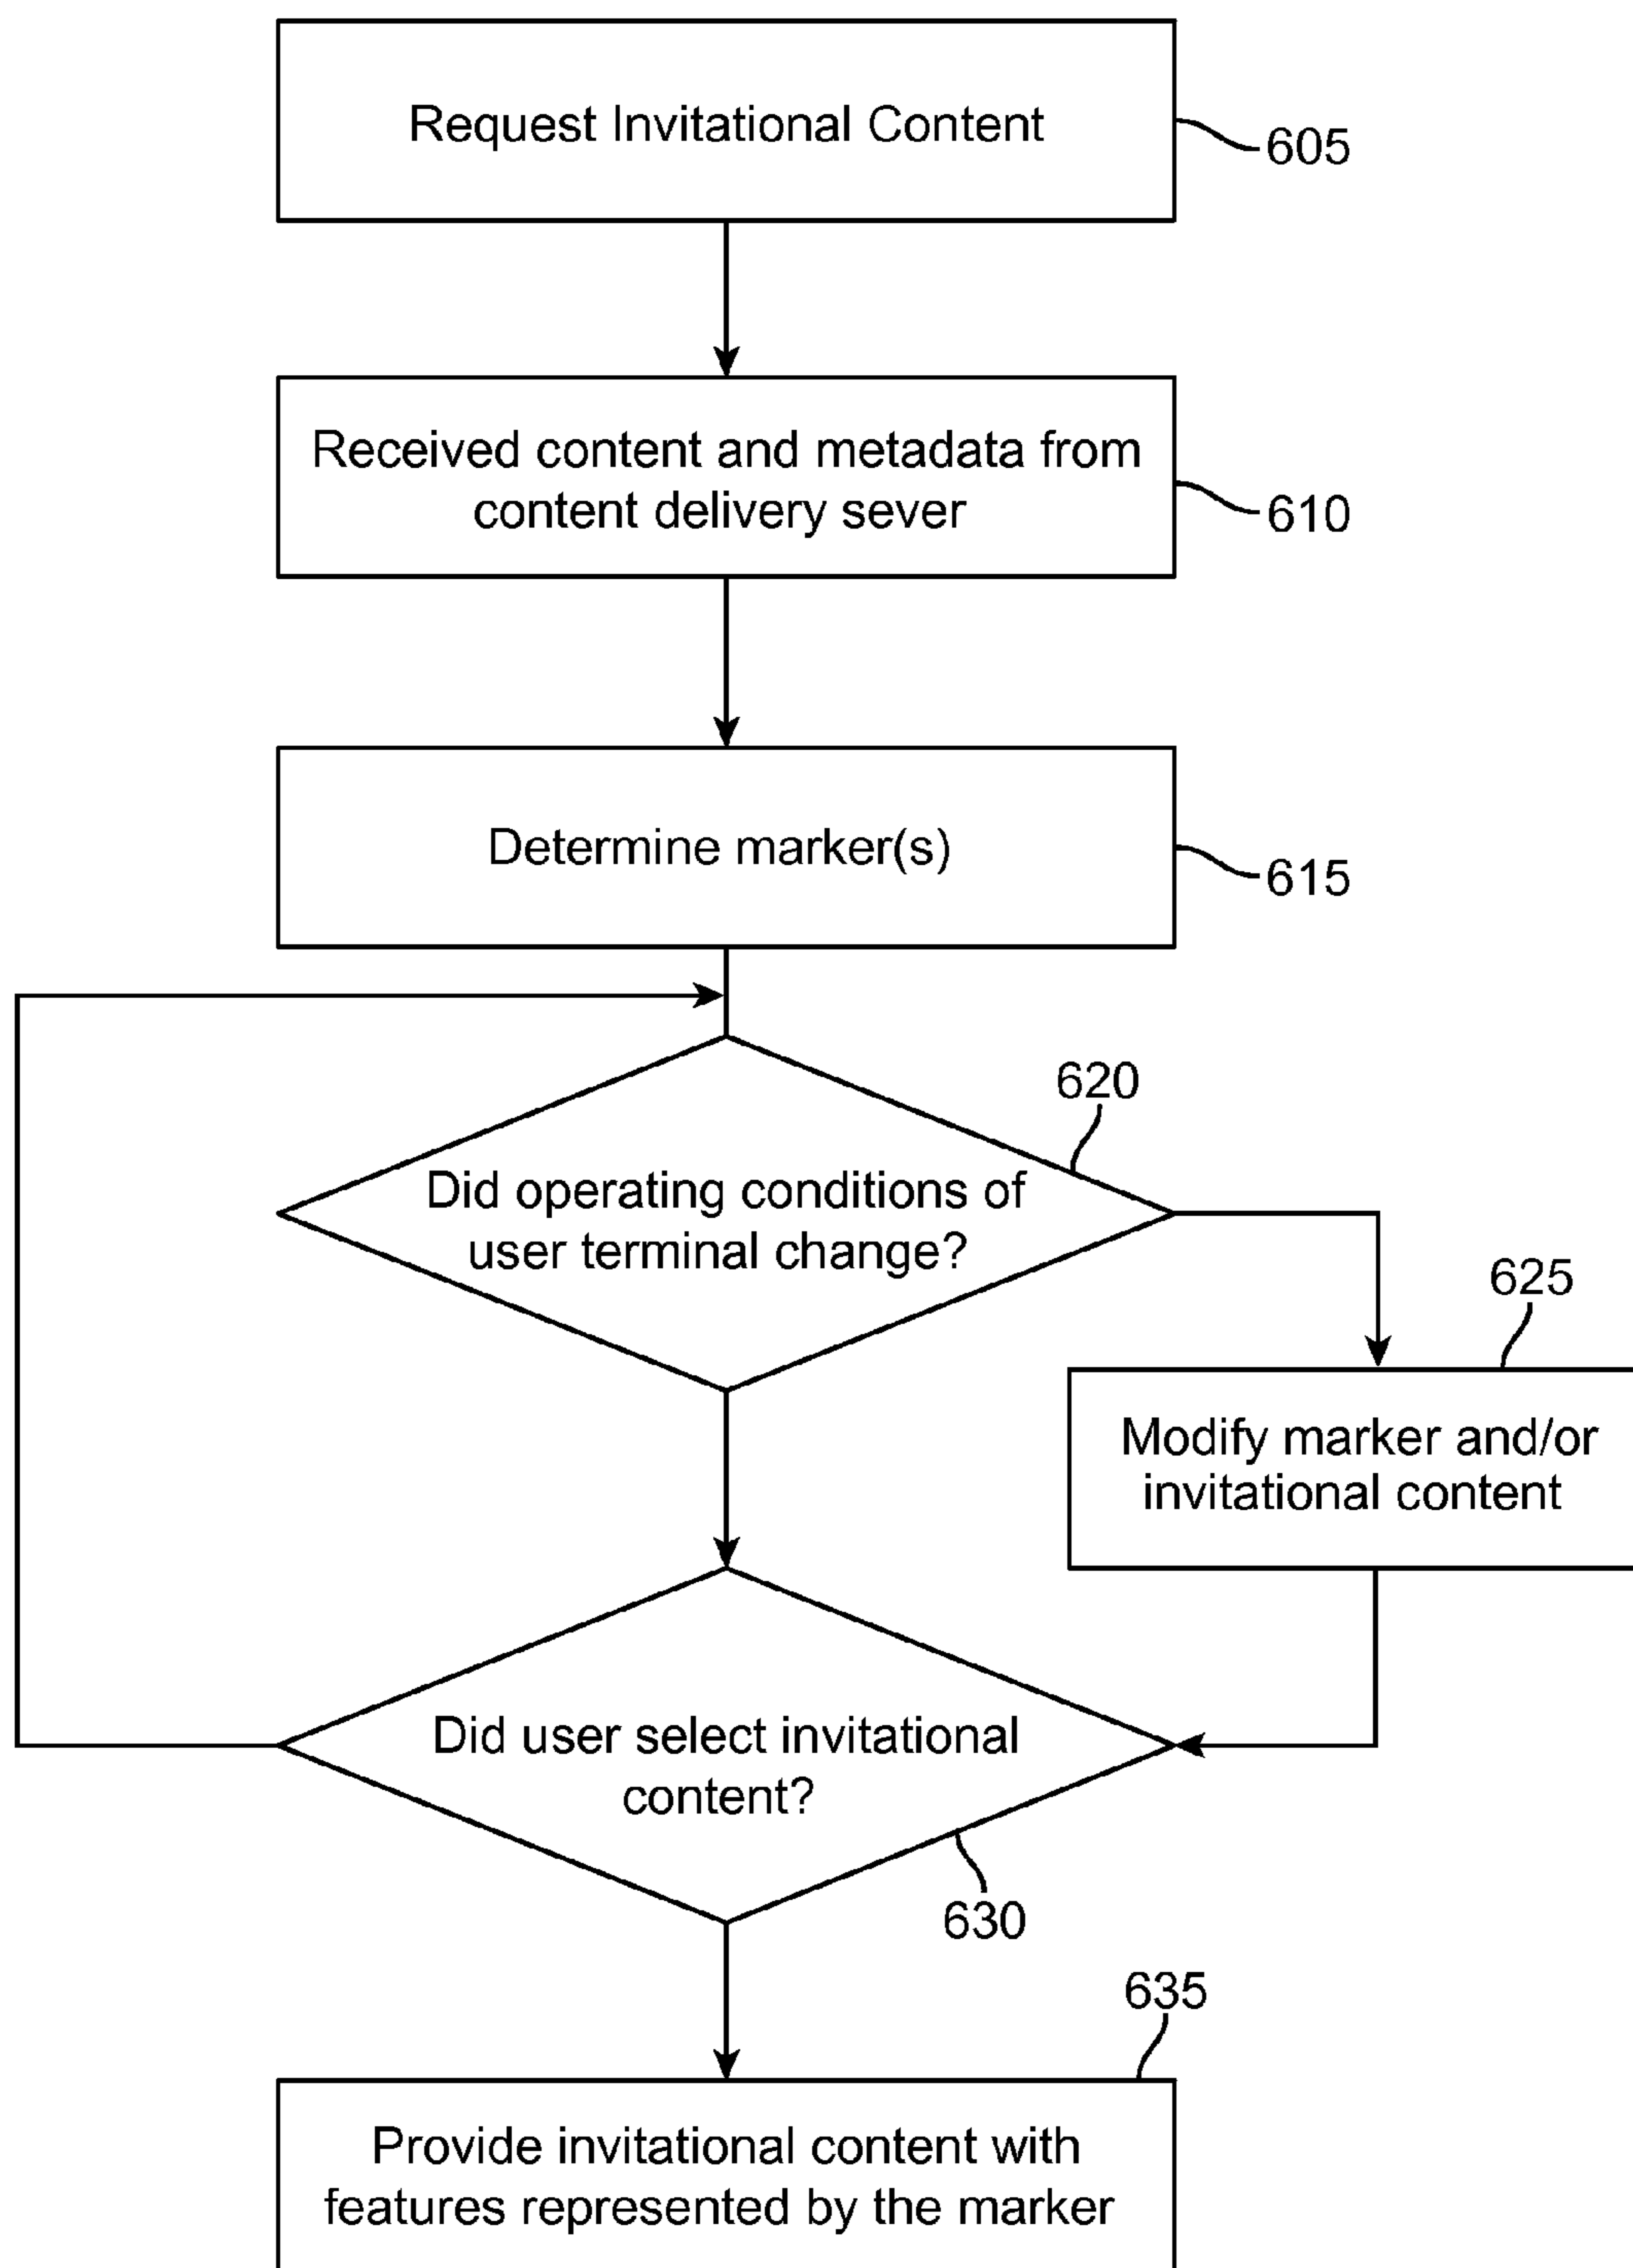 Request Invitational Content
605
Received content and metadata from
content delivery sever
610
Determine marker(s)
615
620
Did operating conditions of
user terminal change?
625
Modify marker and/or
invitational content
Did user select invitational
content?
630
635
Provide invitational content with
features represented by the marker